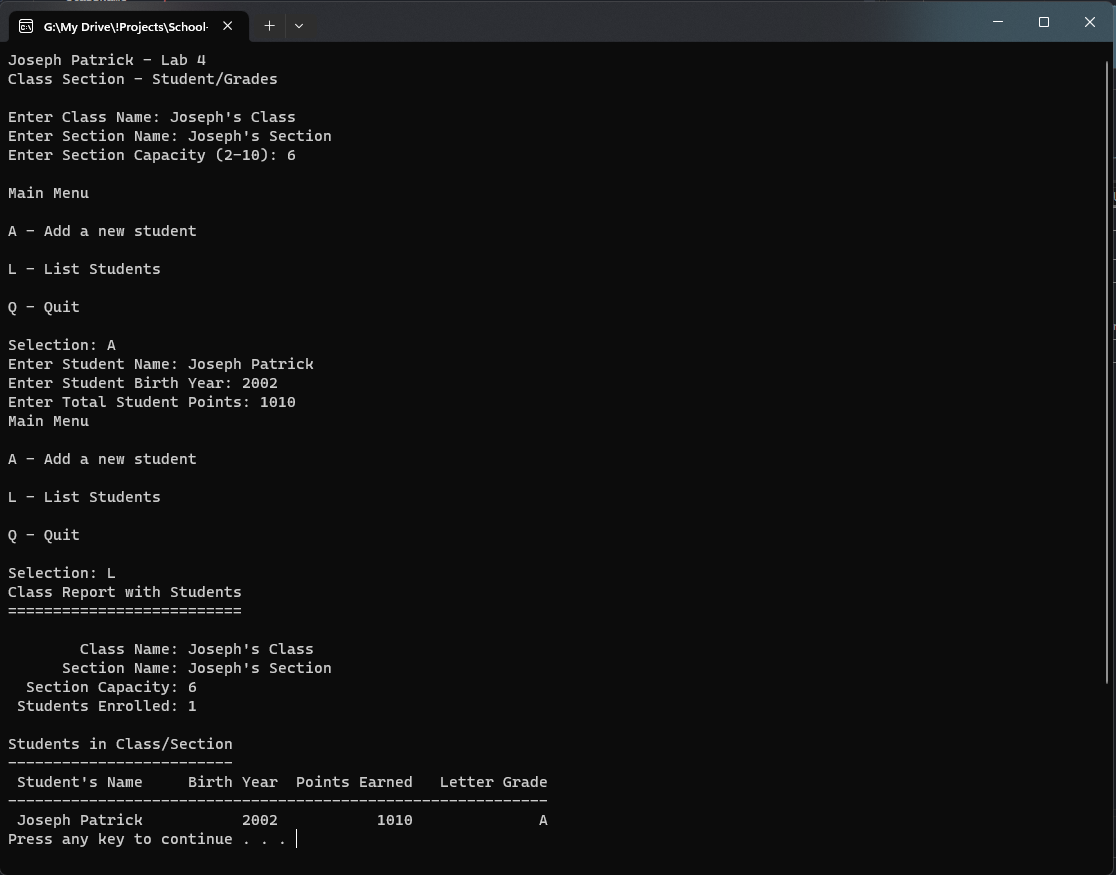 G:\My Drive\!Projects\School-
Joseph Patrick - Lab 4
Class Section - Student/Grades
Enter Class Name: Joseph's Class
Enter Section Name: Joseph's Section
Enter Section Capacity (2-10): 6
Main Menu
A - Add a new student
L - List Students
Q - Quit
Selection: A
Enter Student Name: Joseph Patrick
Enter Student Birth Year: 2002
Enter Total Student Points: 1010
Main Menu
A - Add a new student
L - List Students
Q - Quit
Selection: L
Class Report with Students
==========================
Class Name: Joseph's Class
Section Name: Joseph's Section
Section Capacity: 6
Students Enrolled: 1
Students in Class/Section
-------------------------
Student's Name     Birth Year  Points Earned   Letter Grade
------------------------------------------------------------
Joseph Patrick           2002           1010              A
Press any key to continue . . .